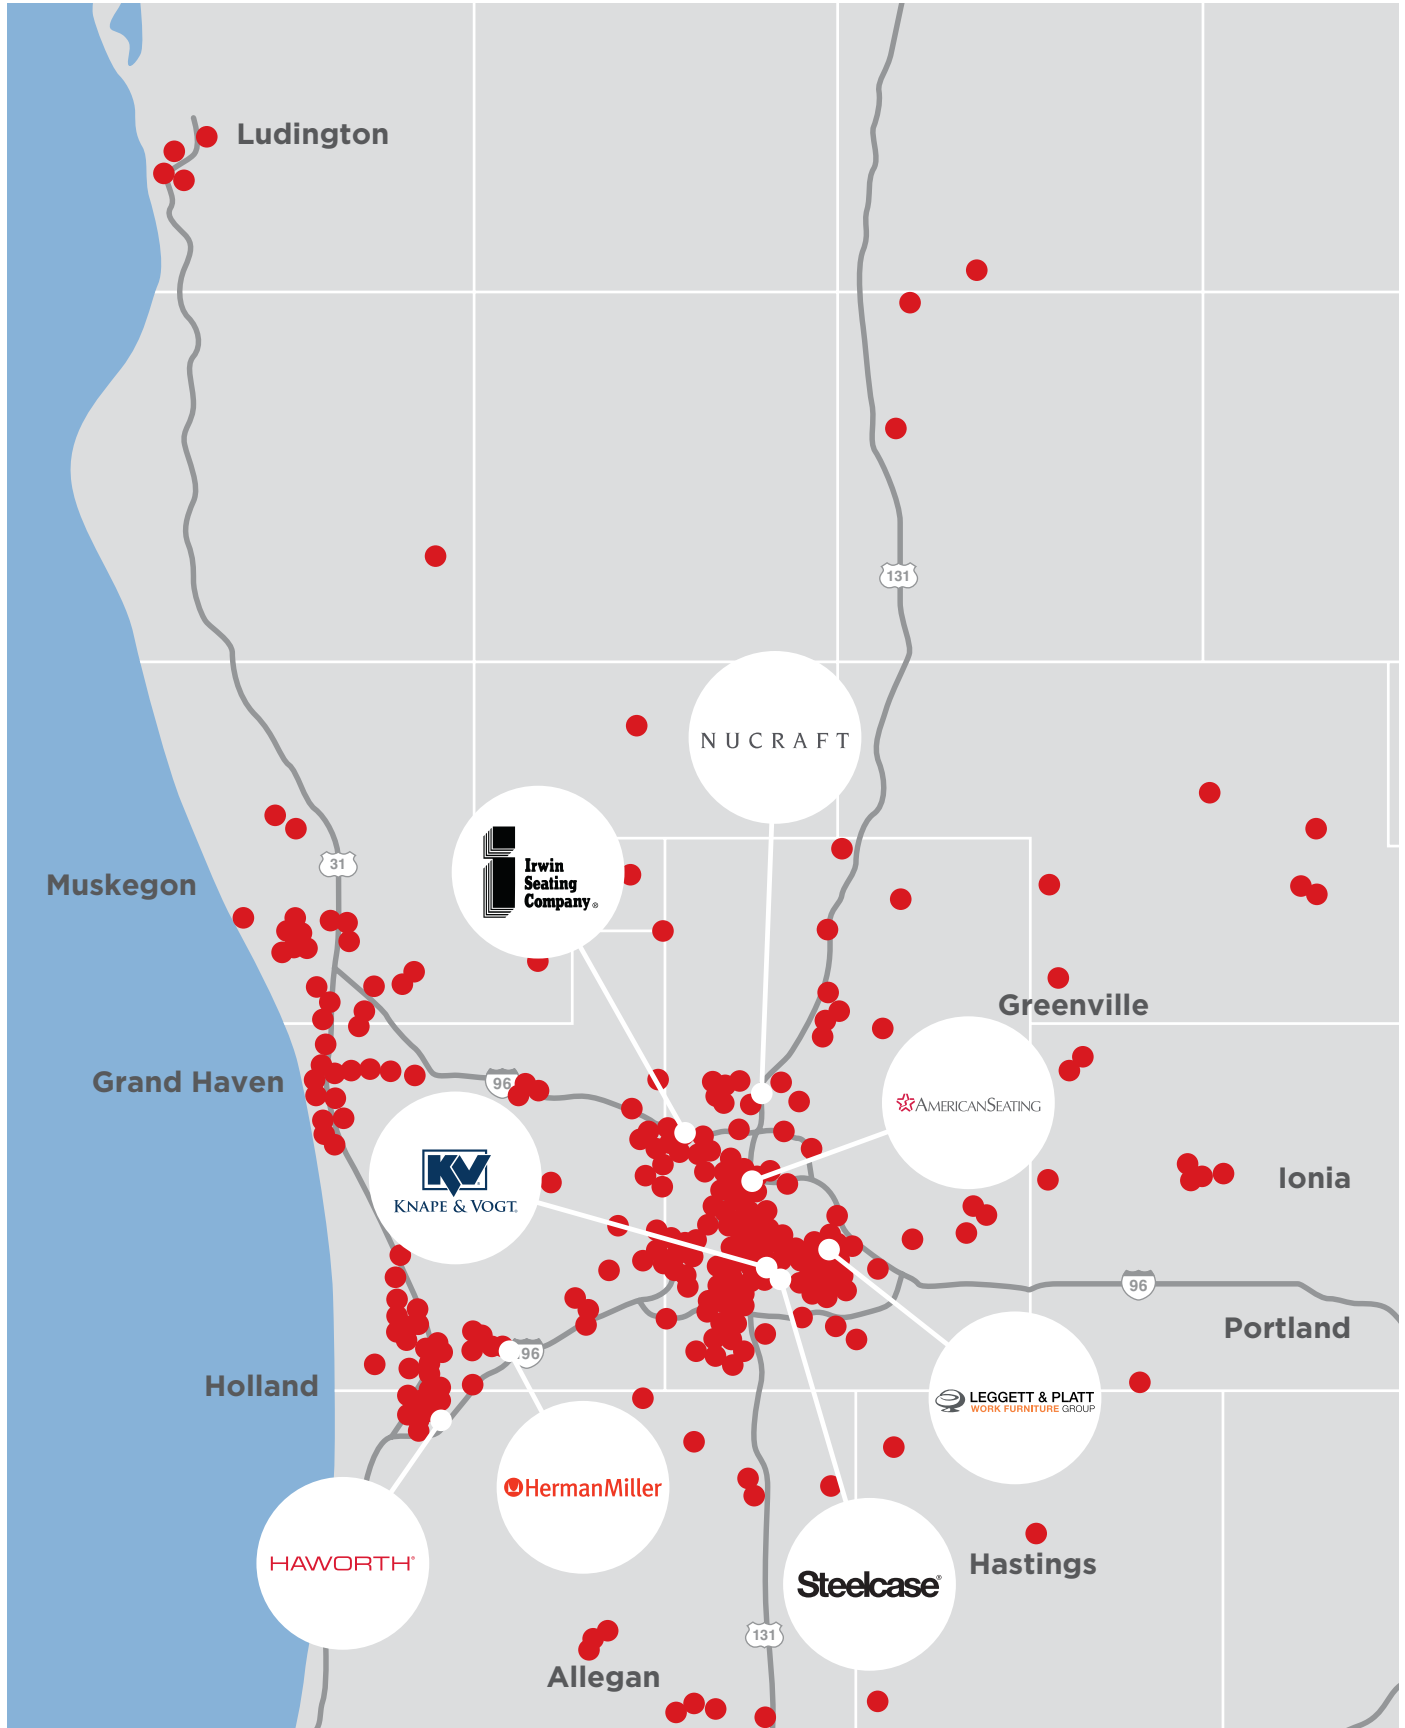 Ludington
131
NUCRAFT
Irwin
Seating
Company®
31
Muskegon
Greenville
Grand Haven
96
AMERICANSEATING
KV
KNAPE & VOGT
Ionia
96
Portland
196
Holland
LEGGETT & PLATT
WORK FURNITURE GROUP
HermanMiller
HAWORTH®
Steelcase®
Hastings
131
Allegan